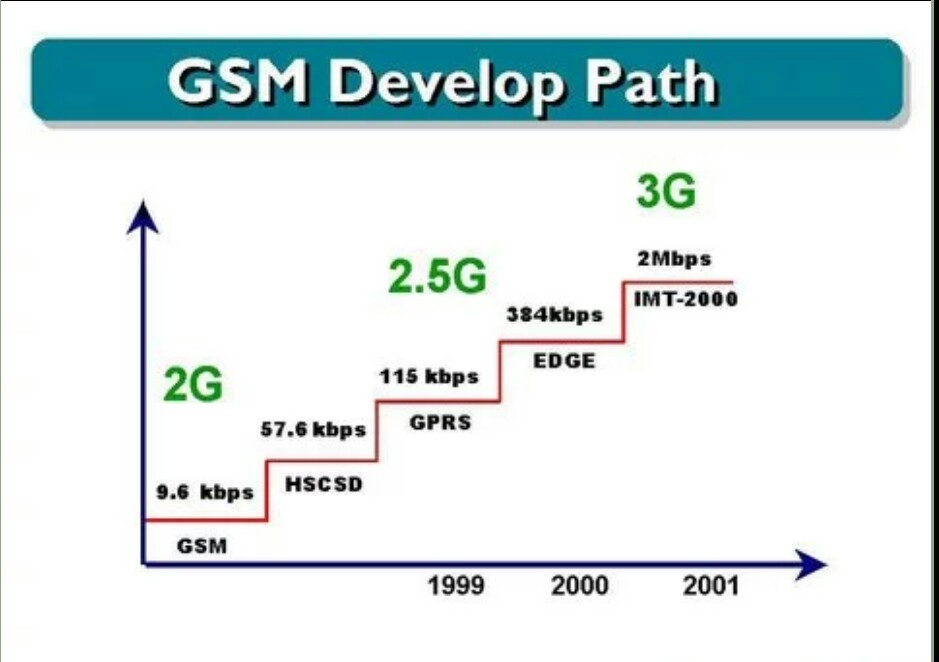 GSM Develop Path
3G
2Mbps
IMT-2000
2.5G
384kbps
EDGE
115 kbps
GPRS
2G
57.6 kbps
HSCSD
9.6 kbps
GSM
1999 2000 2001